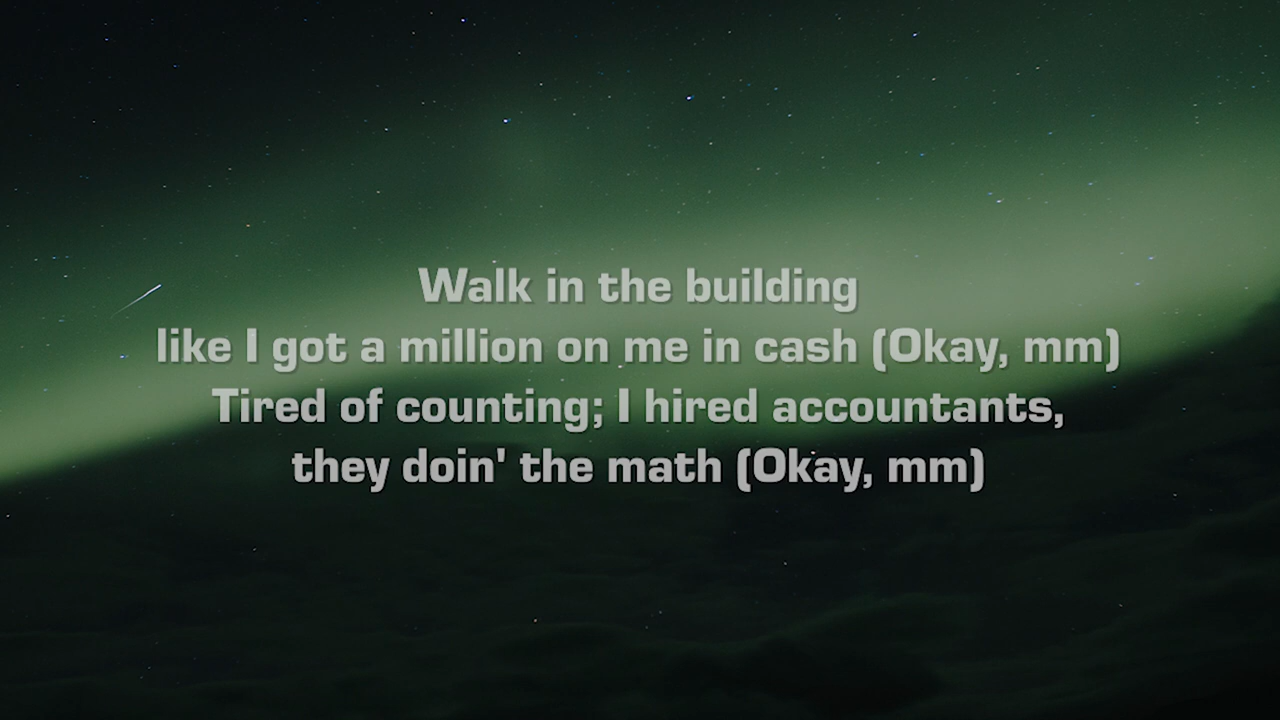 Walk in the building
like I got a million on me in cash (Okay, mm)
Tired of counting; I hired accountants,
they doin' the math (Okay, mm)